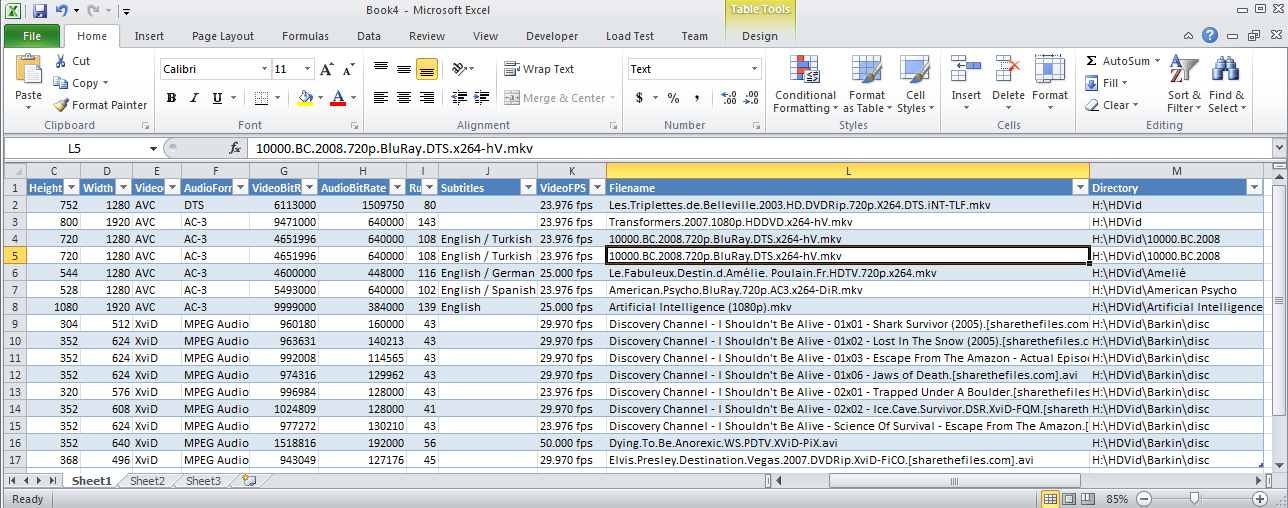 Book4 - Microsoft Excel
Table Tools
File Home Insert Page Layout Formulas Data Review View Developer Load Test Team Design
Paste Cut Copy Format Painter Clipboard
Calibri 11 B I U Font
Wrap Text Merge & Center Alignment
Text $ % , Number
Conditional Formatting Format as Table Cell Styles Styles
Insert Delete Format Cells
AutoSum Fill Clear Sort & Filter Find & Select Editing
L5 fx 10000.BC.2008.720p.BluRay.DTS.x264-hV.mkv
C D E F G H I J K L M
1 Height Width Video AudioForm VideoBitR AudioBitRate Ru Subtitles VideoFPS Filename Directory
2 752 1280 AVC DTS 6113000 1509750 80 23.976 fps Les.Triplettes.de.Belleville.2003.HD.DVDRip.720p.X264.DTS.iNT-TLF.mkv H:\HDVid
3 800 1920 AVC AC-3 9471000 640000 143 23.976 fps Transformers.2007.1080p.HDDVD.x264-hV.mkv H:\HDVid
4 720 1280 AVC AC-3 4651996 640000 108 English / Turkish 23.976 fps 10000.BC.2008.720p.BluRay.DTS.x264-hV.mkv H:\HDVid\10000.BC.2008
5 720 1280 AVC AC-3 4651996 640000 108 English / Turkish 23.976 fps 10000.BC.2008.720p.BluRay.DTS.x264-hV.mkv H:\HDVid\10000.BC.2008
6 544 1280 AVC AC-3 4600000 448000 116 English / German 25.000 fps Le.Fabuleux.Destin.d.Amélie. Poulain.Fr.HDTV.720p.x264.mkv H:\HDVid\Amelié
7 528 1280 AVC AC-3 5493000 640000 102 English / Spanish 23.976 fps American.Psycho.BluRay.720p.AC3.x264-DiR.mkv H:\HDVid\American Psycho
8 1080 1920 AVC AC-3 9999000 384000 139 English 25.000 fps Artificial Intelligence (1080p).mkv H:\HDVid\Artificial Intelligence
9 304 512 XviD MPEG Audio 960180 160000 43 29.970 fps Discovery Channel - I Shouldn't Be Alive - 01x01 - Shark Survivor (2005).[sharethefiles.com H:\HDVid\Barkin\disc
10 352 624 XviD MPEG Audio 963631 140213 43 29.970 fps Discovery Channel - I Shouldn't Be Alive - 01x02 - Lost In The Snow (2005).[sharethefiles.co H:\HDVid\Barkin\disc
11 352 624 XviD MPEG Audio 992008 114565 43 29.970 fps Discovery Channel - I Shouldn't Be Alive - 01x03 - Escape From The Amazon - Actual Episo H:\HDVid\Barkin\disc
12 352 624 XviD MPEG Audio 974316 129962 43 29.970 fps Discovery Channel - I Shouldn't Be Alive - 01x06 - Jaws of Death.[sharethefiles.com].avi H:\HDVid\Barkin\disc
13 320 576 XviD MPEG Audio 996984 128000 43 29.970 fps Discovery Channel - I Shouldn't Be Alive - 02x01 - Trapped Under A Boulder.[sharethefiles. H:\HDVid\Barkin\disc
14 352 608 XviD MPEG Audio 1024809 128000 41 29.970 fps Discovery Channel - I Shouldn't Be Alive - 02x02 - Ice.Cave.Survivor.DSR.XviD-FQM.[shareth H:\HDVid\Barkin\disc
15 352 624 XviD MPEG Audio 977272 130210 43 29.970 fps Discovery Channel - I Shouldn't Be Alive - Science Of Survival - Escape From The Amazon.[ H:\HDVid\Barkin\disc
16 352 640 XviD MPEG Audio 1518816 192000 56 50.000 fps Dying.To.Be.Anorexic.WS.PDTV.XViD-PiX.avi H:\HDVid\Barkin\disc
17 368 496 XviD MPEG Audio 943049 127176 45 29.970 fps Elvis.Presley.Destination.Vegas.2007.DVDRip.XviD-FiCO.[sharethefiles.com].avi H:\HDVid\Barkin\disc
Sheet1 Sheet2 Sheet3
Ready 85%